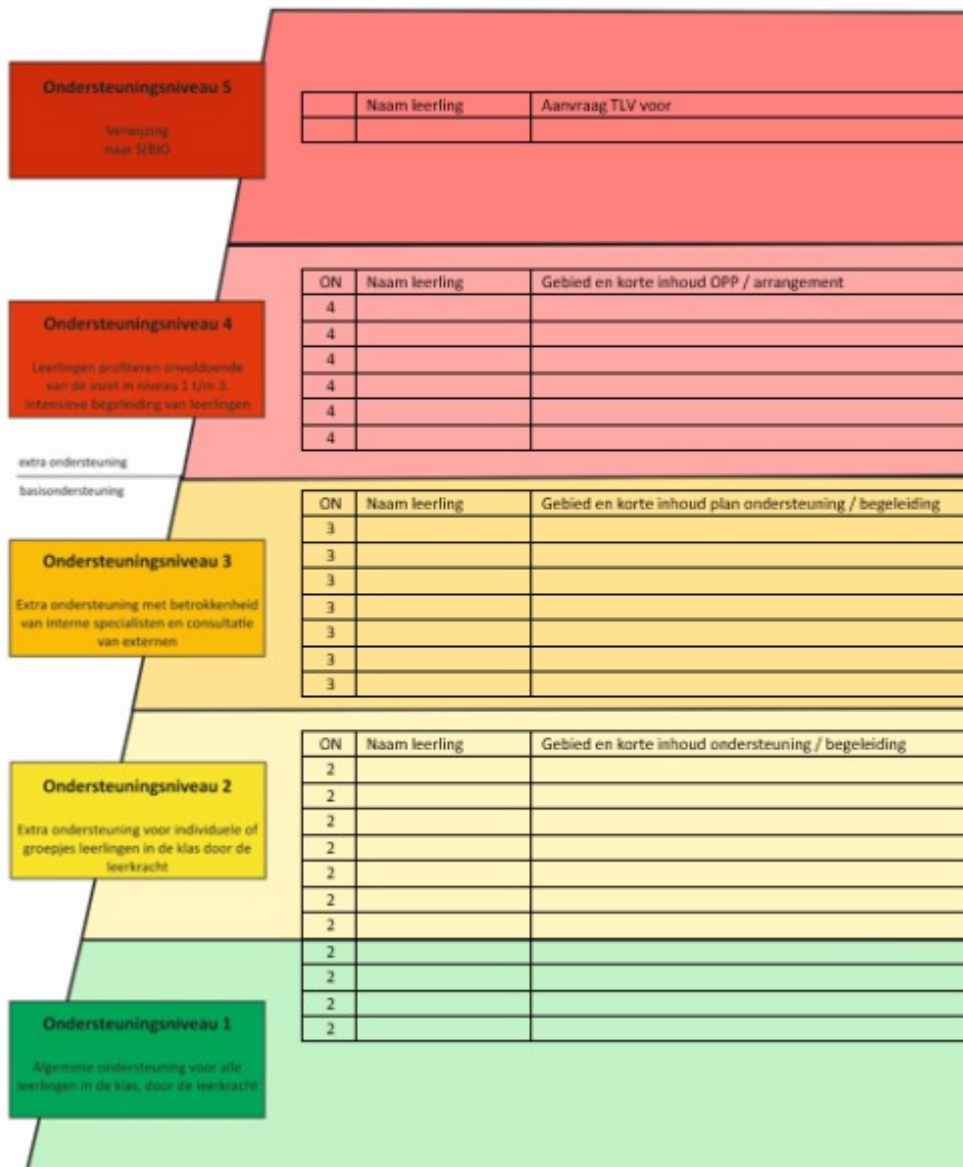 Ondersteuningsniveau 5
Verwijzing
naar S(B)O
Naam leerling Aanvraag TLV voor
Ondersteuningsniveau 4
Leerlingen profiteren onvoldoende
van de inzet in niveau 1 t/m 3.
Intensieve begeleiding van leerlingen
ON Naam leerling Gebied en korte inhoud OPP / arrangement
4
4
4
4
4
4
extra ondersteuning
basisondersteuning
Ondersteuningsniveau 3
Extra ondersteuning met betrokkenheid
van interne specialisten en consultatie
van externen
ON Naam leerling Gebied en korte inhoud plan ondersteuning / begeleiding
3
3
3
3
3
3
3
Ondersteuningsniveau 2
Extra ondersteuning voor individuele of
groepjes leerlingen in de klas door de
leerkracht
ON Naam leerling Gebied en korte inhoud ondersteuning / begeleiding
2
2
2
2
2
2
2
2
2
2
2
Ondersteuningsniveau 1
Algemene ondersteuning voor alle
leerlingen in de klas, door de leerkracht